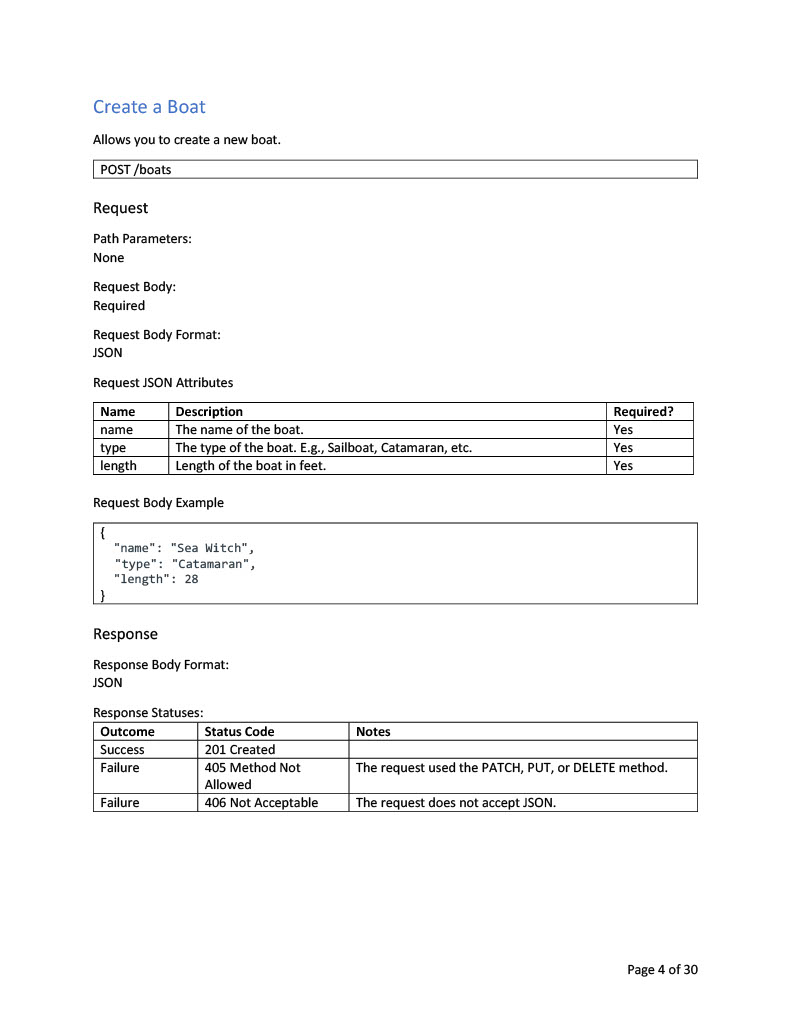 Create a Boat
Allows you to create a new boat.
POST /boats
Request
Path Parameters:
None
Request Body:
Required
Request Body Format:
JSON
Request JSON Attributes
Name Description Required?
name The name of the boat. Yes
type The type of the boat. E.g., Sailboat, Catamaran, etc. Yes
length Length of the boat in feet. Yes
Request Body Example
{
"name": "Sea Witch",
"type": "Catamaran",
"length": 28
}
Response
Response Body Format:
JSON
Response Statuses:
Outcome Status Code Notes
Success 201 Created
Failure 405 Method Not The request used the PATCH, PUT, or DELETE method.
Allowed
Failure 406 Not Acceptable The request does not accept JSON.
Page 4 of 30